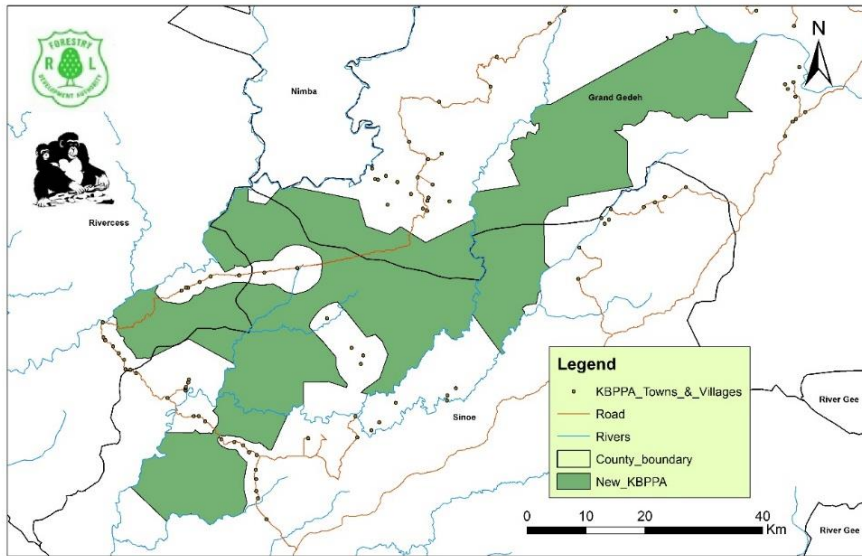 FORESTRY
R L
DEVELOPMENT AUTHORITY
N
Nimba
Grand Gedeh
Rivercess
Sinoe
River Gee
River Gee
Legend
KBPPA_Towns_&_Villages
Road
Rivers
County_boundary
New_KBPPA
0 10 20 40
Km